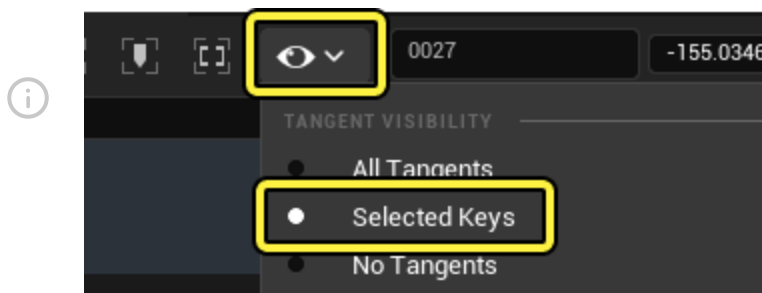 0027
-155.0346
TANGENT VISIBILITY
All Tangents
Selected Keys
No Tangents